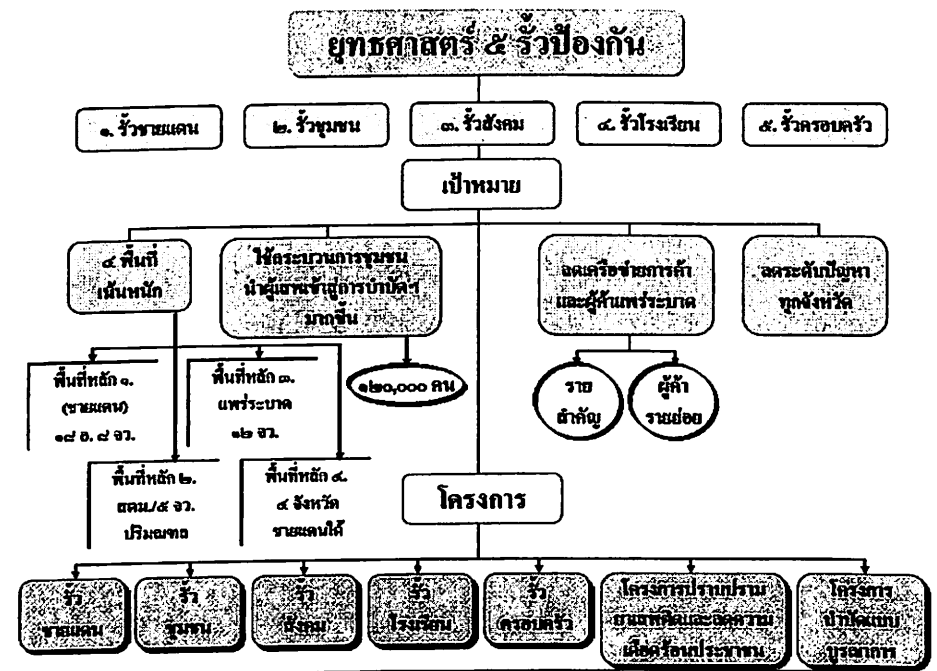 ยุทธศาสตร์ ๕ รั้วป้องกัน
๑. รั้วชายแดน
๒. รั้วชุมชน
๓. รั้วสังคม
๔. รั้วโรงเรียน
๕. รั้วครอบครัว
เป้าหมาย
๔ พื้นที่
เน้นหนัก
ใช้กระบวนการชุมชน
นำผู้เสพเข้าสู่การบำบัดฯ
มากขึ้น
ลดเครือข่ายการค้า
และผู้ค้าแพร่ระบาด
ลดระดับปัญหา
ทุกจังหวัด
พื้นที่หลัก ๑.
(ชายแดน)
๑๘ อ. ๘ จว.
พื้นที่หลัก ๓.
แพร่ระบาด
๑๒ จว.
๑๒๐,๐๐๐ คน
ราย
สำคัญ
ผู้ค้า
รายย่อย
พื้นที่หลัก ๒.
กทม./๕ จว.
ปริมณฑล
พื้นที่หลัก ๔.
๔ จังหวัด
ชายแดนใต้
โครงการ
รั้ว
ชายแดน
รั้ว
ชุมชน
รั้ว
สังคม
รั้ว
โรงเรียน
รั้ว
ครอบครัว
โครงการปราบปราม
ยาเสพติดและลดความ
เดือดร้อนประชาชน
โครงการ
บำบัดแบบ
บูรณาการ